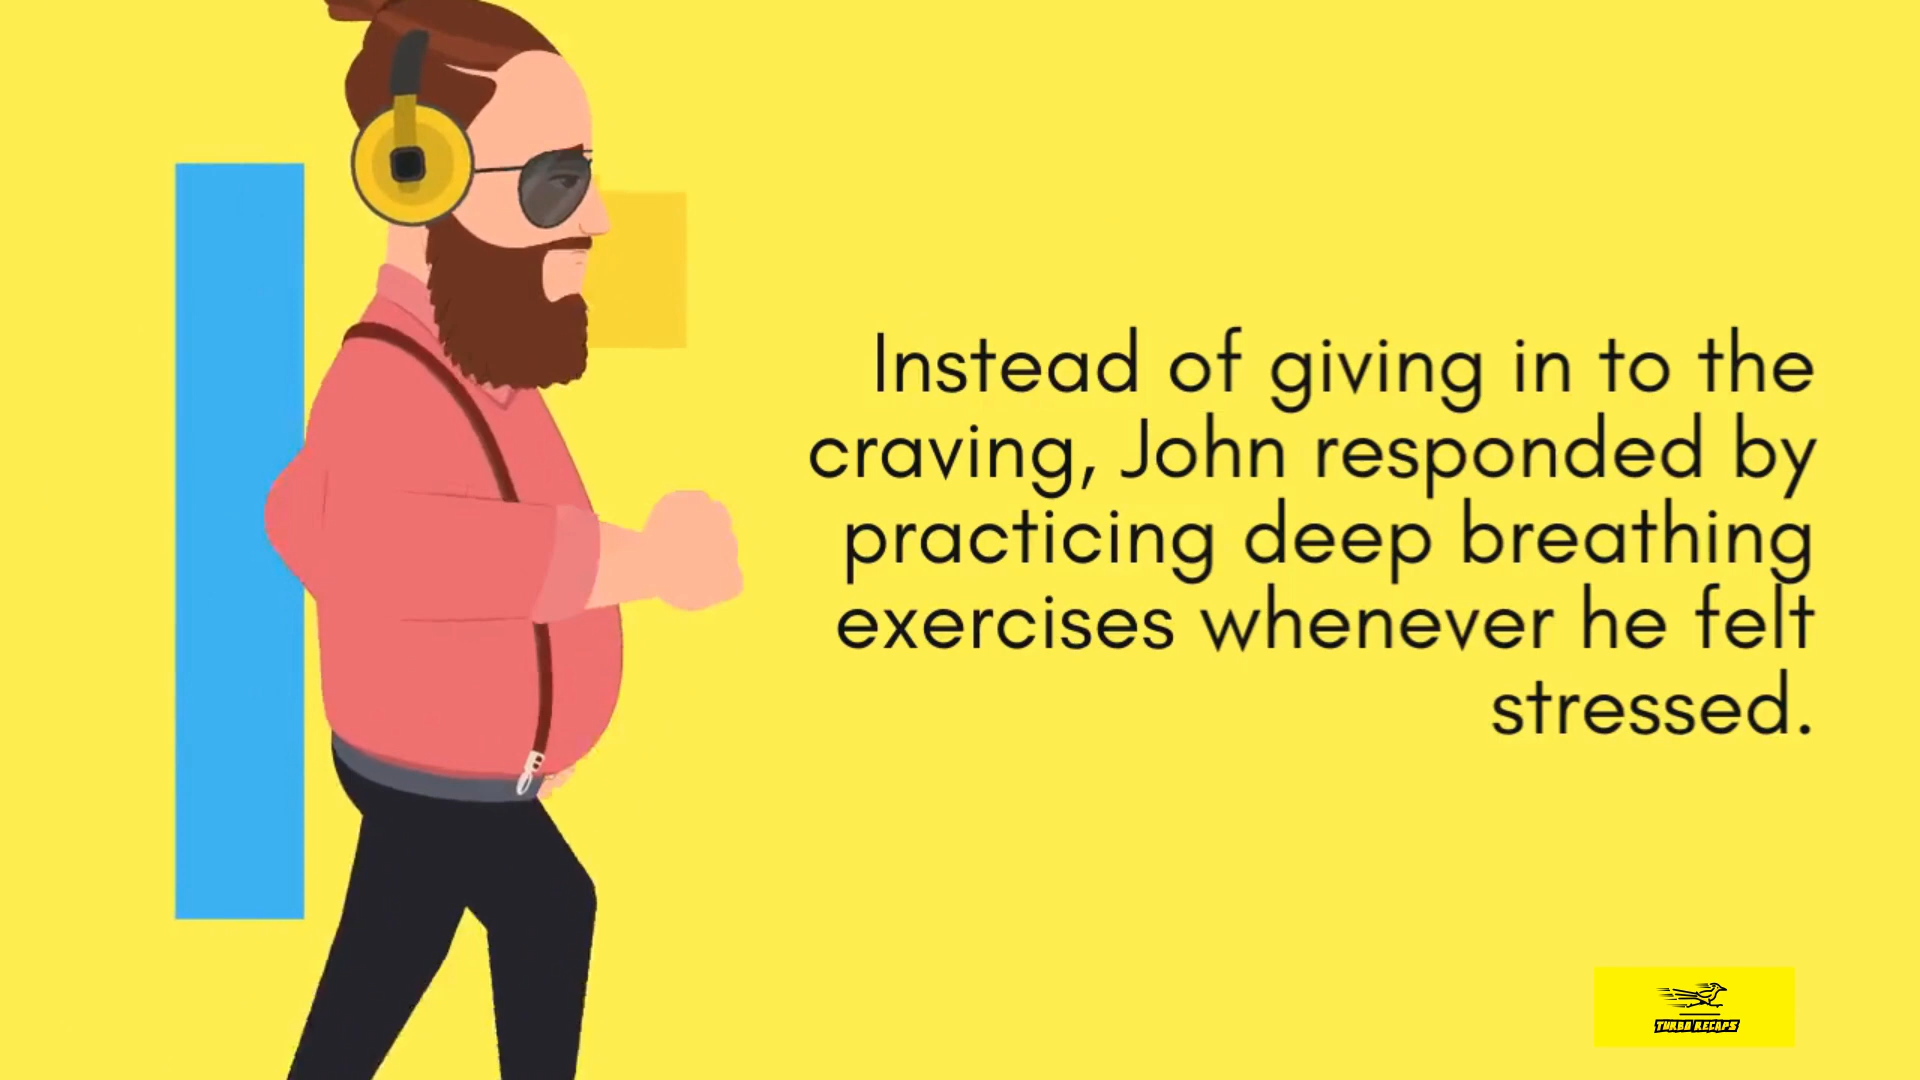 Instead of giving in to the
craving, John responded by
practicing deep breathing
exercises whenever he felt
stressed.
TURBO RECAPS